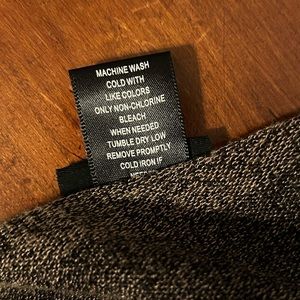 MACHINE WASH
COLD WITH
LIKE COLORS
ONLY NON-CHLORINE
BLEACH
WHEN NEEDED
TUMBLE DRY LOW
REMOVE PROMPTLY
COLD IRON IF